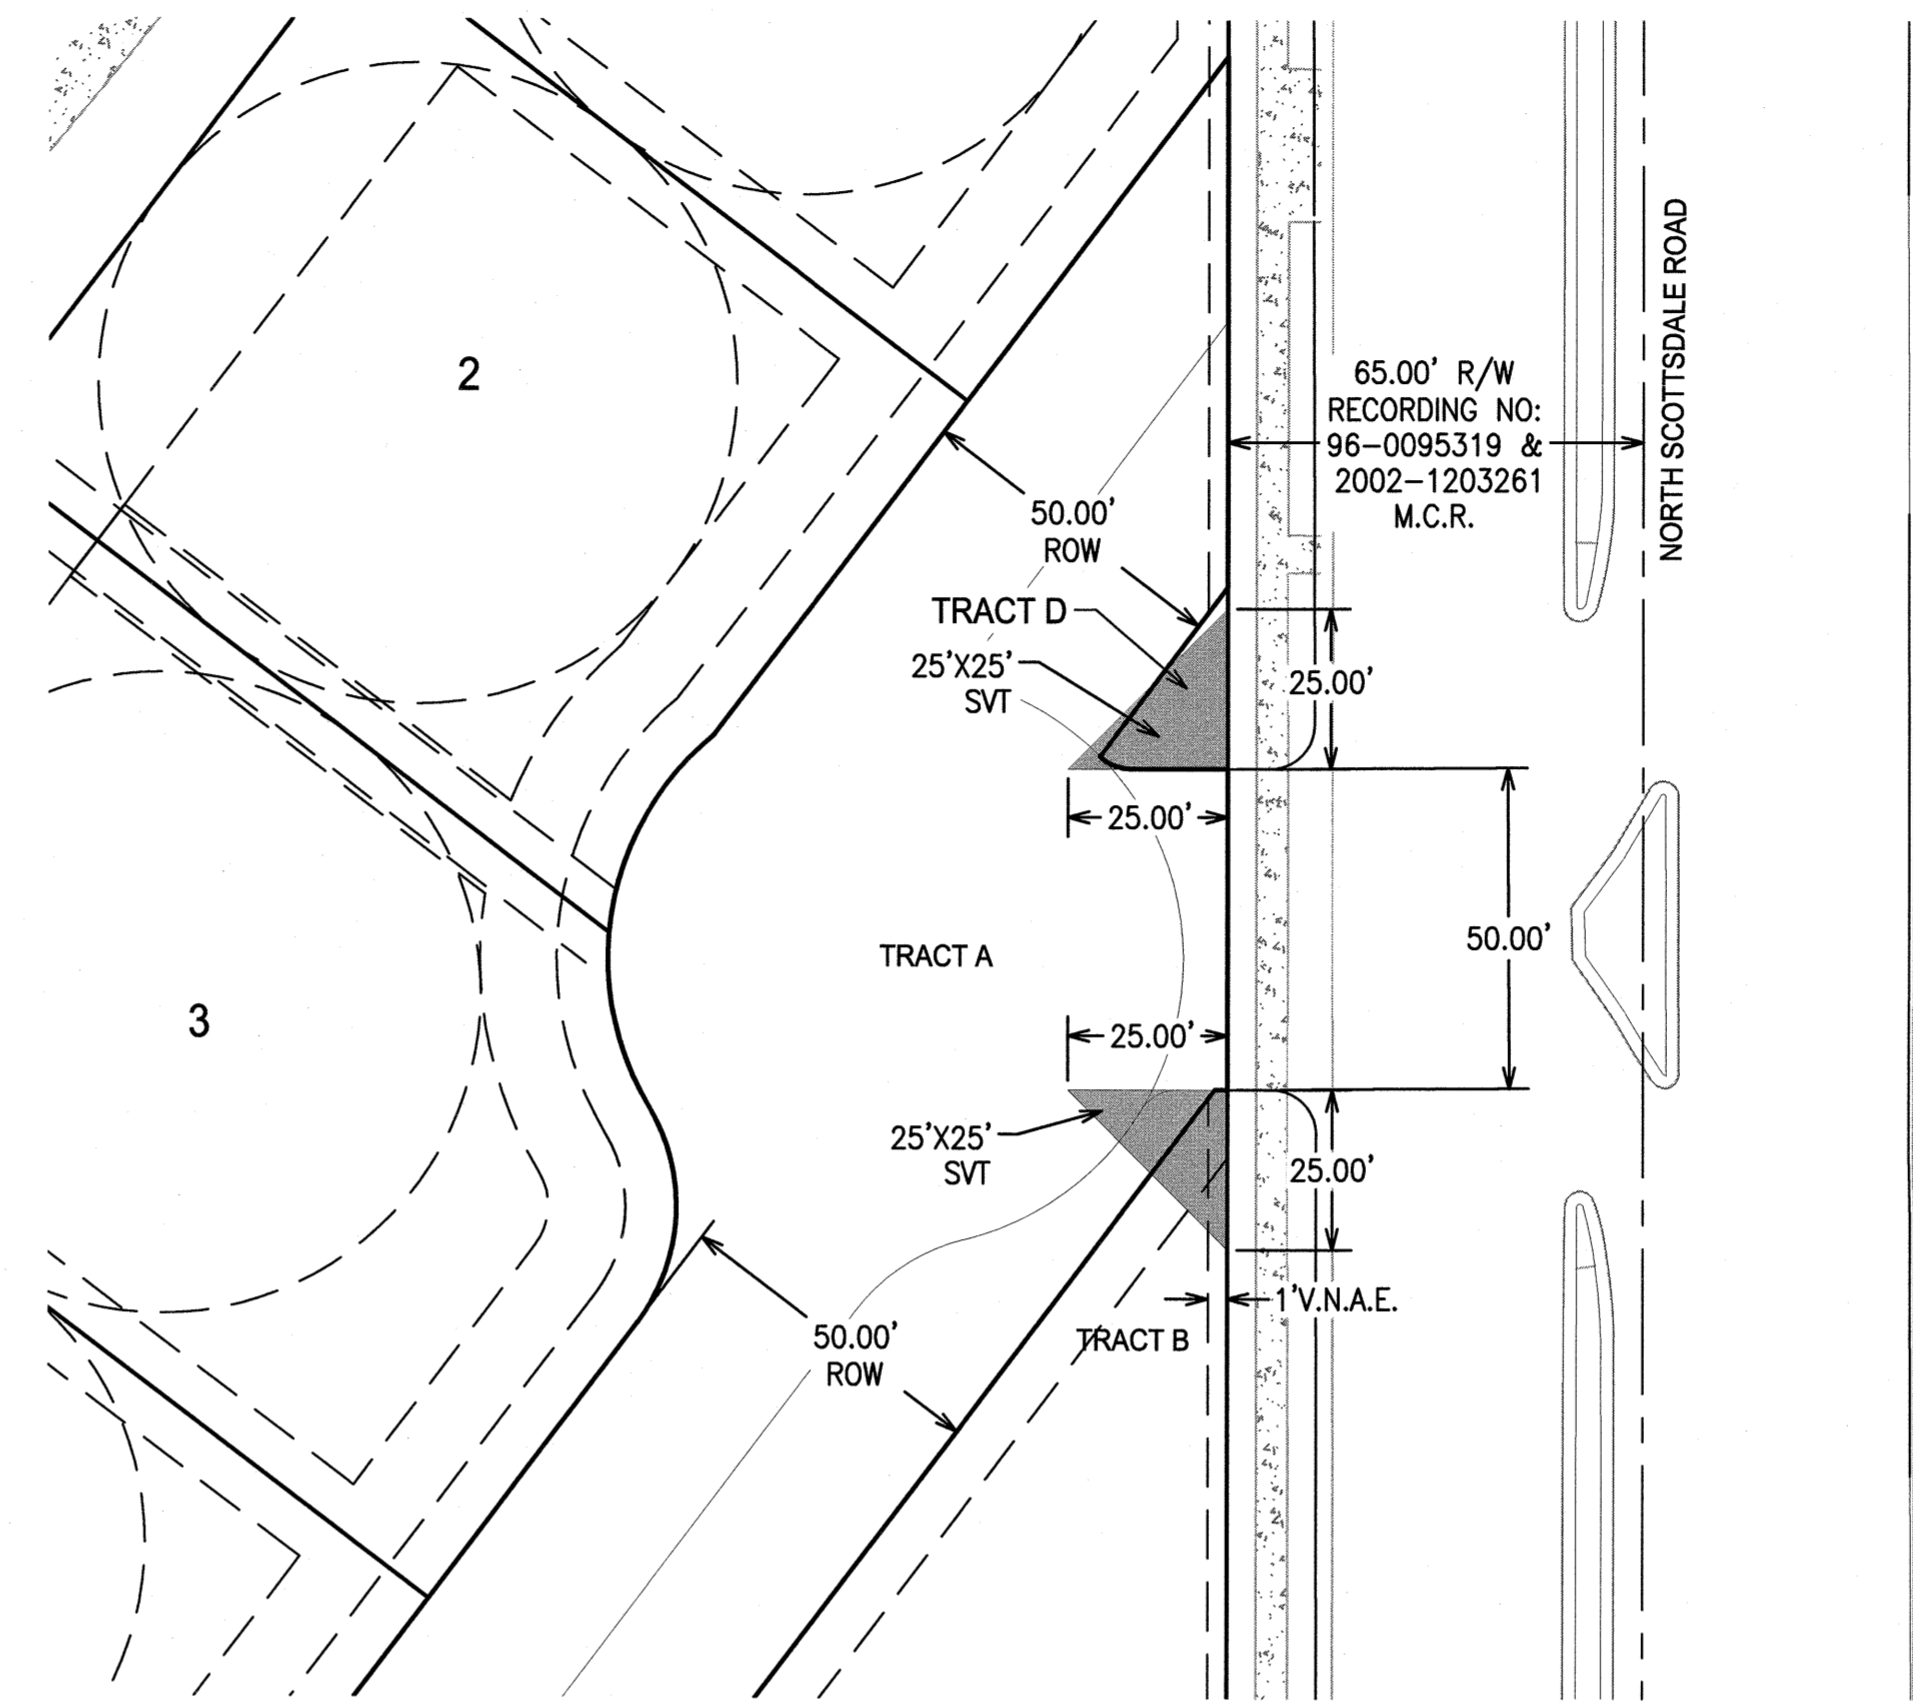 2
65.00' R/W
RECORDING NO:
96-0095319 &
2002-1203261
M.C.R.
NORTH SCOTTSDALE ROAD
50.00'
ROW
TRACT D
25'X25'
SVT
25.00'
25.00'
50.00'
TRACT A
3
25.00'
25'X25'
SVT
25.00'
1'V.N.A.E.
50.00'
ROW
TRACT B